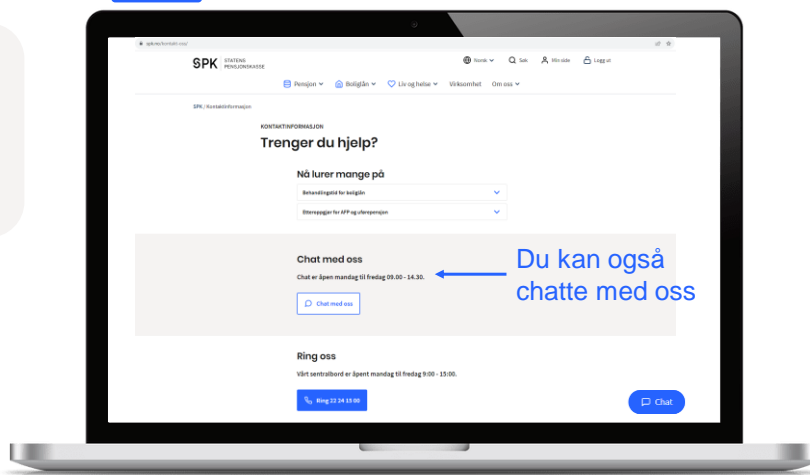 spk.no/kontakt-oss/
SPK STATENS PENSJONSKASSE
Norsk Søk Min side Logg ut
Pensjon Boliglån Liv og helse Virksomhet Om oss
SPK / Kontaktinformasjon
KONTAKTINFORMASJON
Trenger du hjelp?
Nå lurer mange på
Behandlingstid for boliglån
Etteroppgjør for AFP og uførepensjon
Chat med oss
Chat er åpen mandag til fredag 09.00 - 14.30.
Chat med oss
Du kan også
chatte med oss
Ring oss
Vårt sentralbord er åpent mandag til fredag 9:00 - 15:00.
Ring 22 24 15 00
Chat